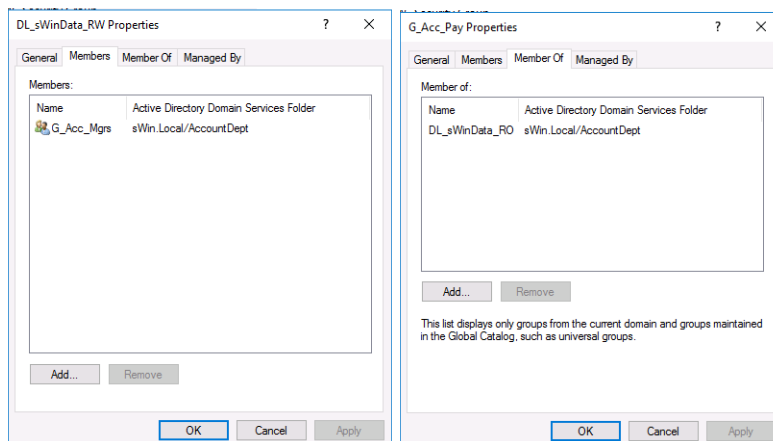 DL_sWinData_RW Properties
? ×
General Members Member Of Managed By
Members:
Name Active Directory Domain Services Folder
G_Acc_Mgrs sWin.Local/AccountDept
Add... Remove
OK Cancel Apply
G_Acc_Pay Properties
? ×
General Members Member Of Managed By
Member of:
Name Active Directory Domain Services Folder
DL_sWinData_RO sWin.Local/AccountDept
Add... Remove
This list displays only groups from the current domain and groups maintained
in the Global Catalog, such as universal groups.
OK Cancel Apply